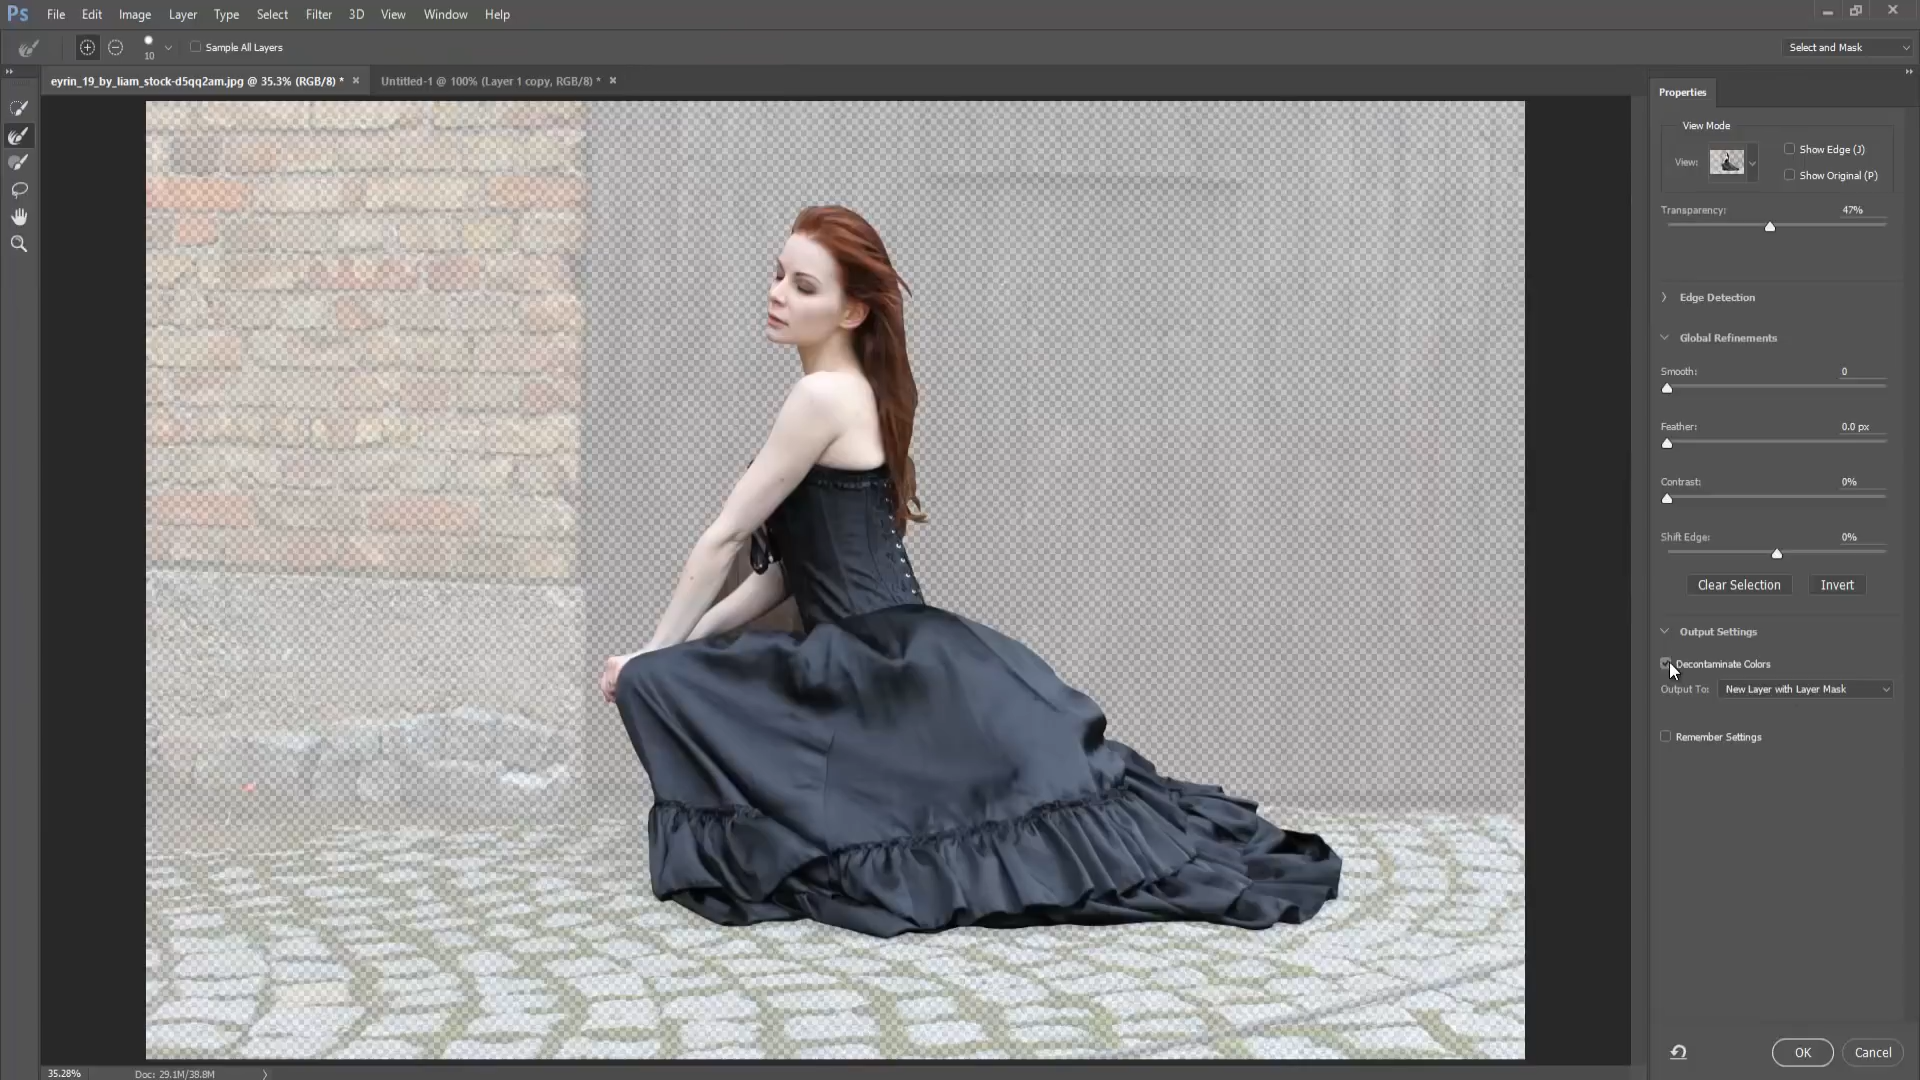 Ps File Edit Image Layer Type Select Filter 3D View Window Help
10 Sample All Layers Select and Mask
eyrin_19_by_liam_stock-d5qq2am.jpg @ 35.3% (RGB/8) * Untitled-1 @ 100% (Layer 1 copy, RGB/8) *
Properties
View Mode
View: Show Edge (J)
Show Original (P)
Transparency: 47%
Edge Detection
Global Refinements
Smooth: 0
Feather: 0.0 px
Contrast: 0%
Shift Edge: 0%
Clear Selection Invert
Output Settings
Decontaminate Colors
Output To: New Layer with Layer Mask
Remember Settings
OK Cancel
35.28% Doc: 29.1M/38.8M